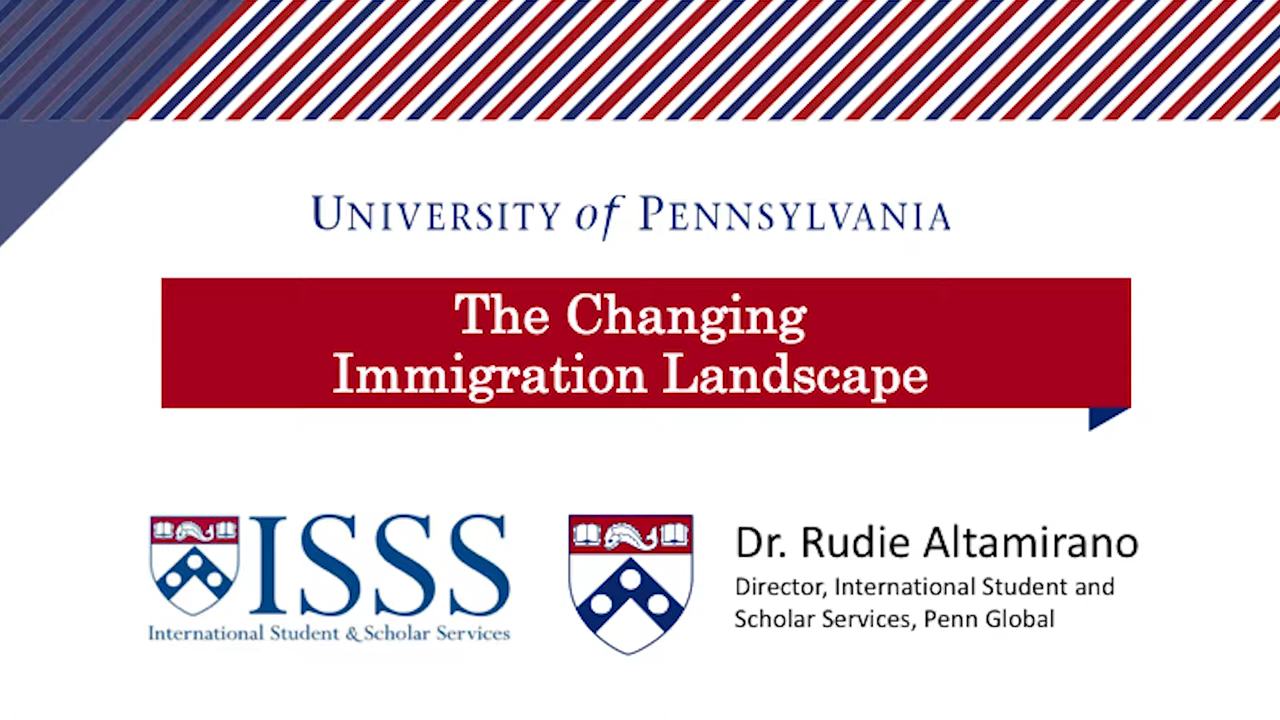 UNIVERSITY of PENNSYLVANIA
The Changing
Immigration Landscape
ISSS
International Student & Scholar Services
Dr. Rudie Altamirano
Director, International Student and
Scholar Services, Penn Global